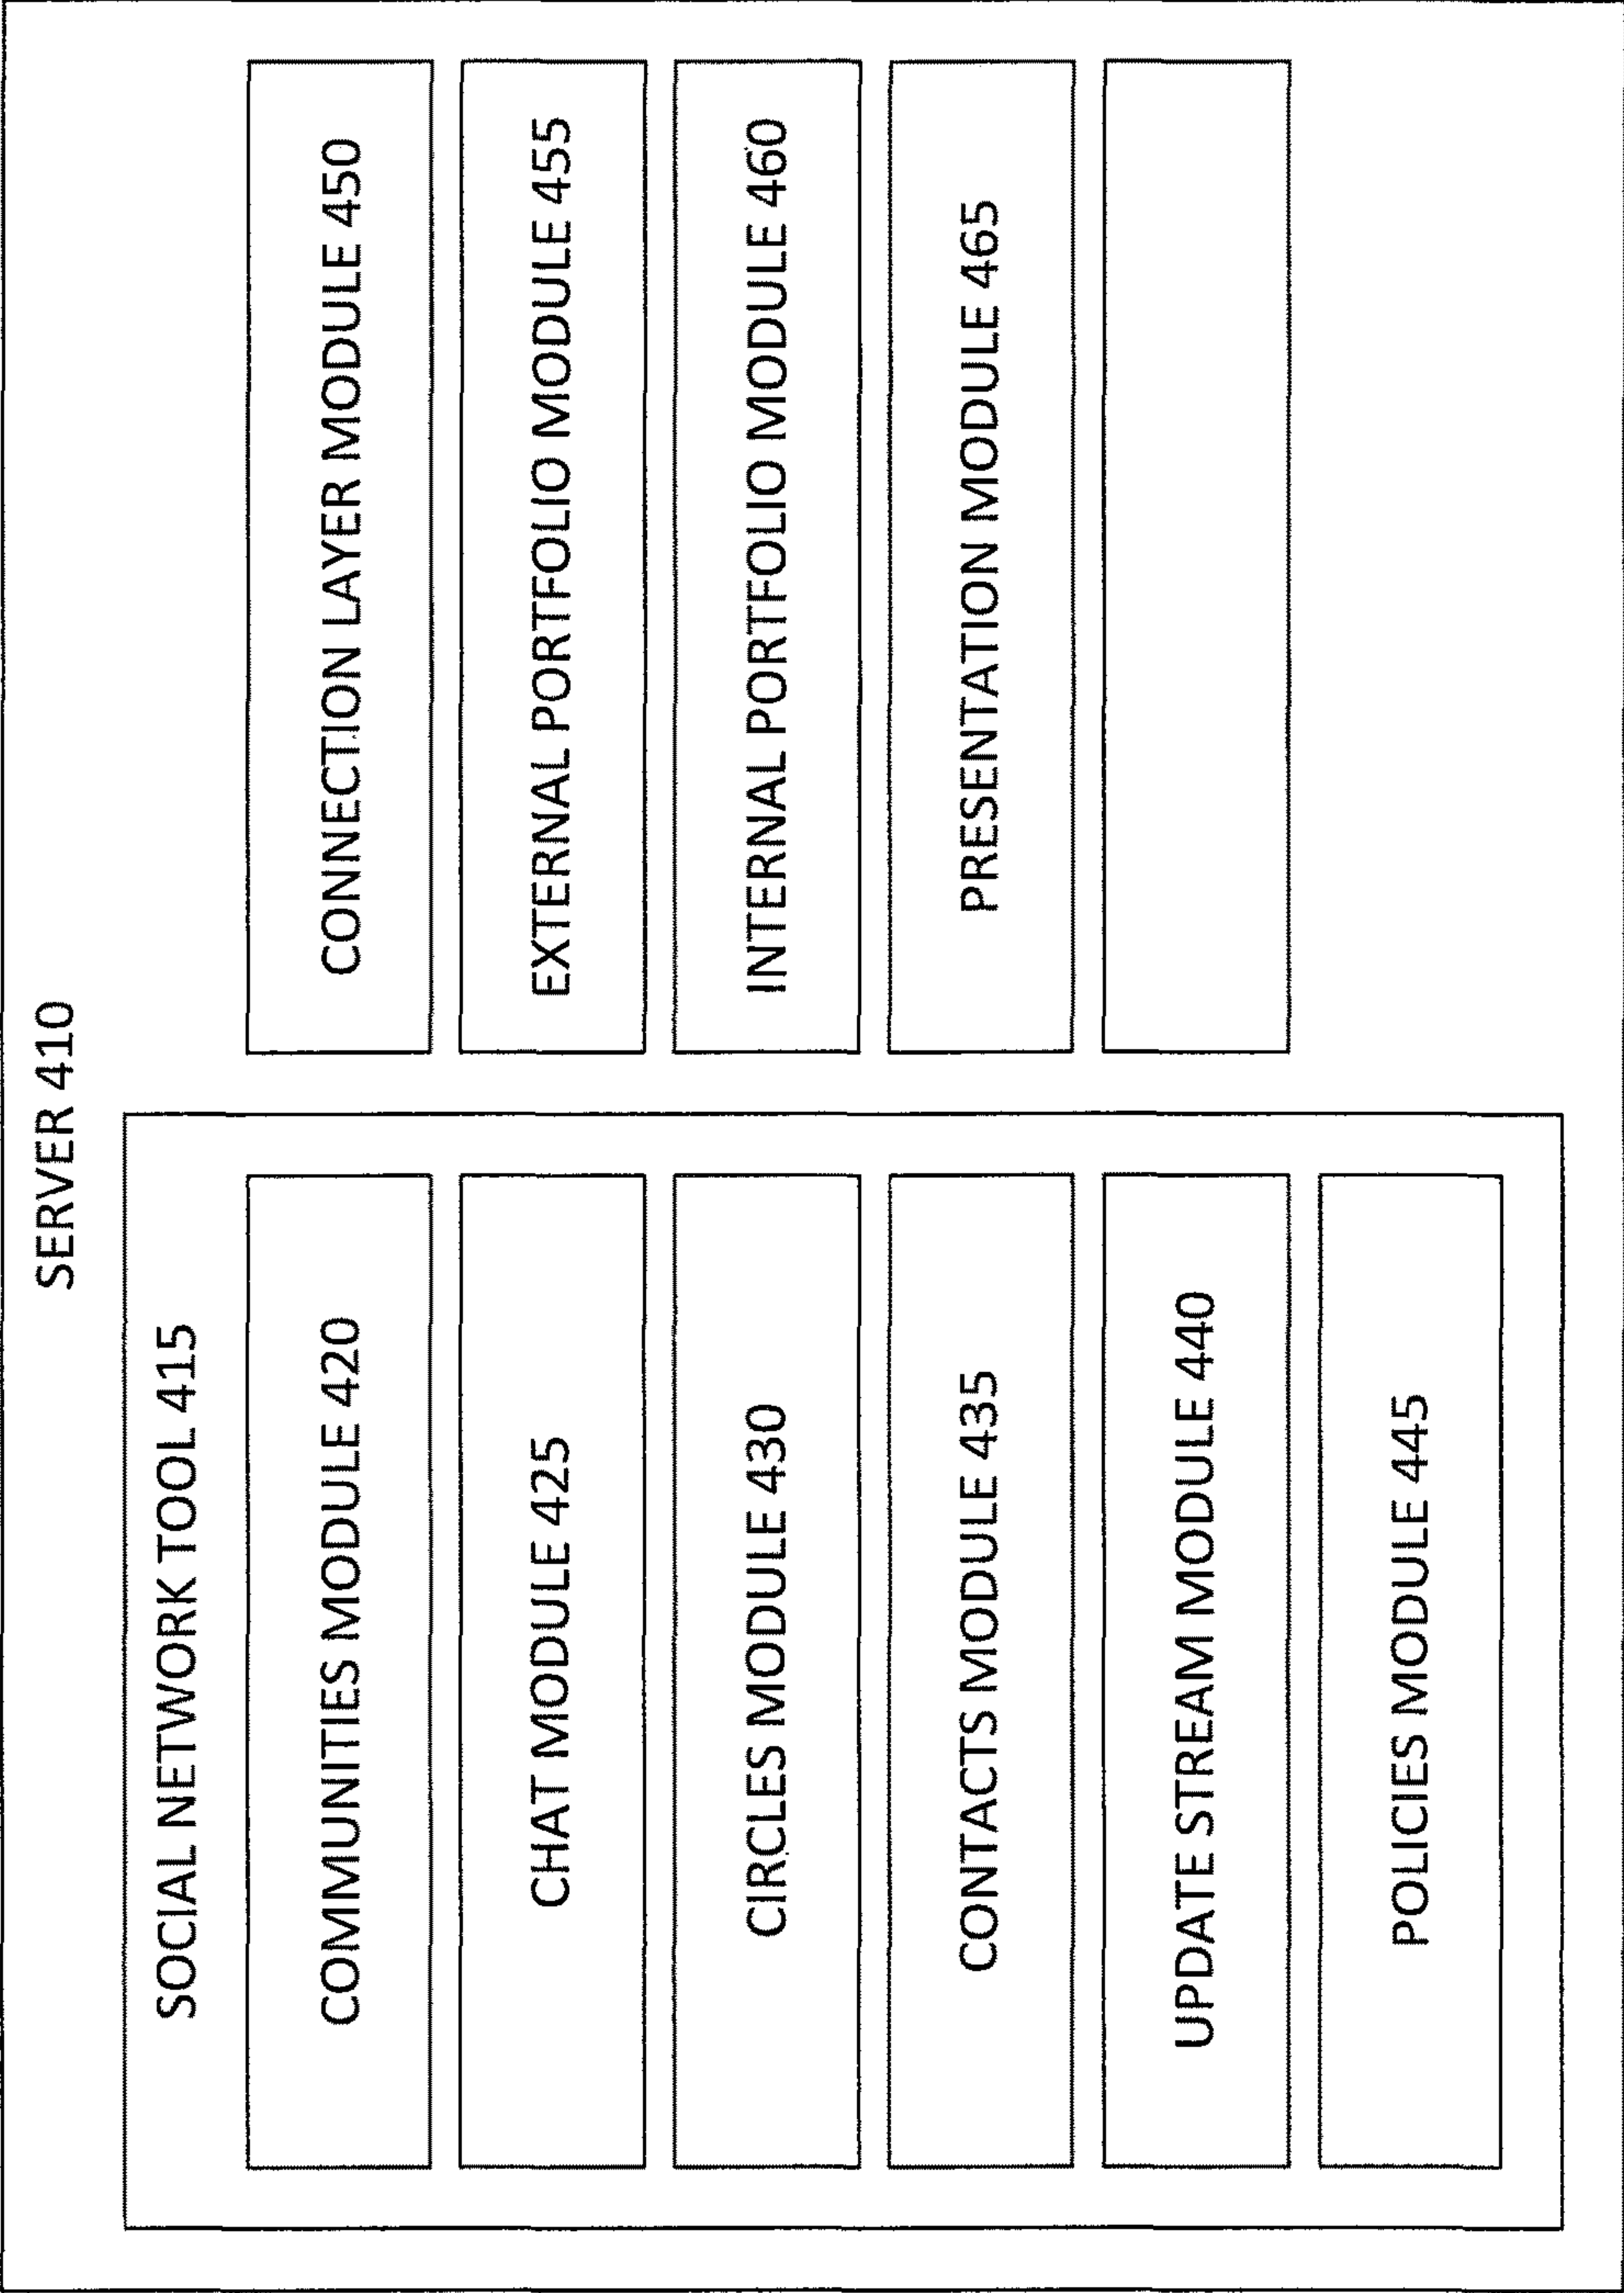 SERVER 410
SOCIAL NETWORK TOOL 415
COMMUNITIES MODULE 420
CHAT MODULE 425
CIRCLES MODULE 430
CONTACTS MODULE 435
UPDATE STREAM MODULE 440
POLICIES MODULE 445
CONNECTION LAYER MODULE 450
EXTERNAL PORTFOLIO MODULE 455
INTERNAL PORTFOLIO MODULE 460
PRESENTATION MODULE 465